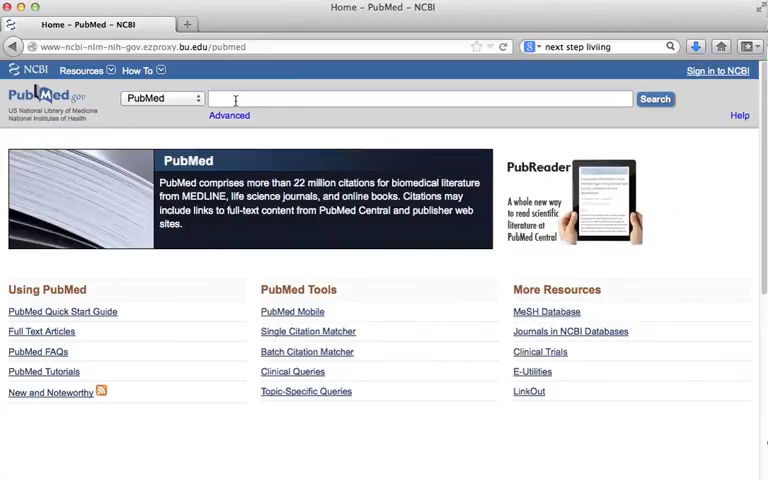 Home – PubMed – NCBI
Home – PubMed – NCBI
www-ncbi-nlm-nih-gov.ezproxy.bu.edu/pubmed
next step liviing
NCBI Resources How To Sign in to NCBI
PubMed.gov
US National Library of Medicine
National Institutes of Health
PubMed
Search
Advanced
Help
PubMed
PubMed comprises more than 22 million citations for biomedical literature
from MEDLINE, life science journals, and online books. Citations may
include links to full-text content from PubMed Central and publisher web
sites.
PubReader
A whole new
way to read
scientific
literature at
PubMed Central
Using PubMed
PubMed Quick Start Guide
Full Text Articles
PubMed FAQs
PubMed Tutorials
New and Noteworthy
PubMed Tools
PubMed Mobile
Single Citation Matcher
Batch Citation Matcher
Clinical Queries
Topic-Specific Queries
More Resources
MeSH Database
Journals in NCBI Databases
Clinical Trials
E-Utilities
LinkOut